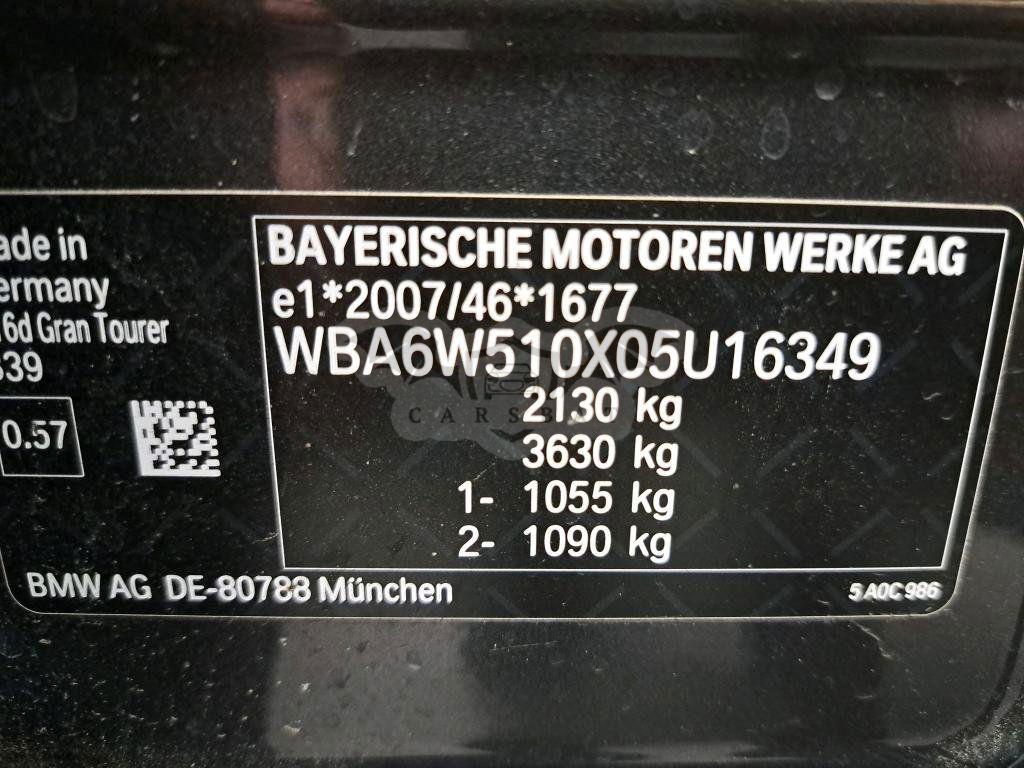 ade in
ermany
6d Gran Tourer
339
0.57
BAYERISCHE MOTOREN WERKE AG
e1*2007/46*1677
WBA6W510X05U16349
2130 kg
3630 kg
1- 1055 kg
2- 1090 kg
BMW AG DE-80788 München
5 A0C 986